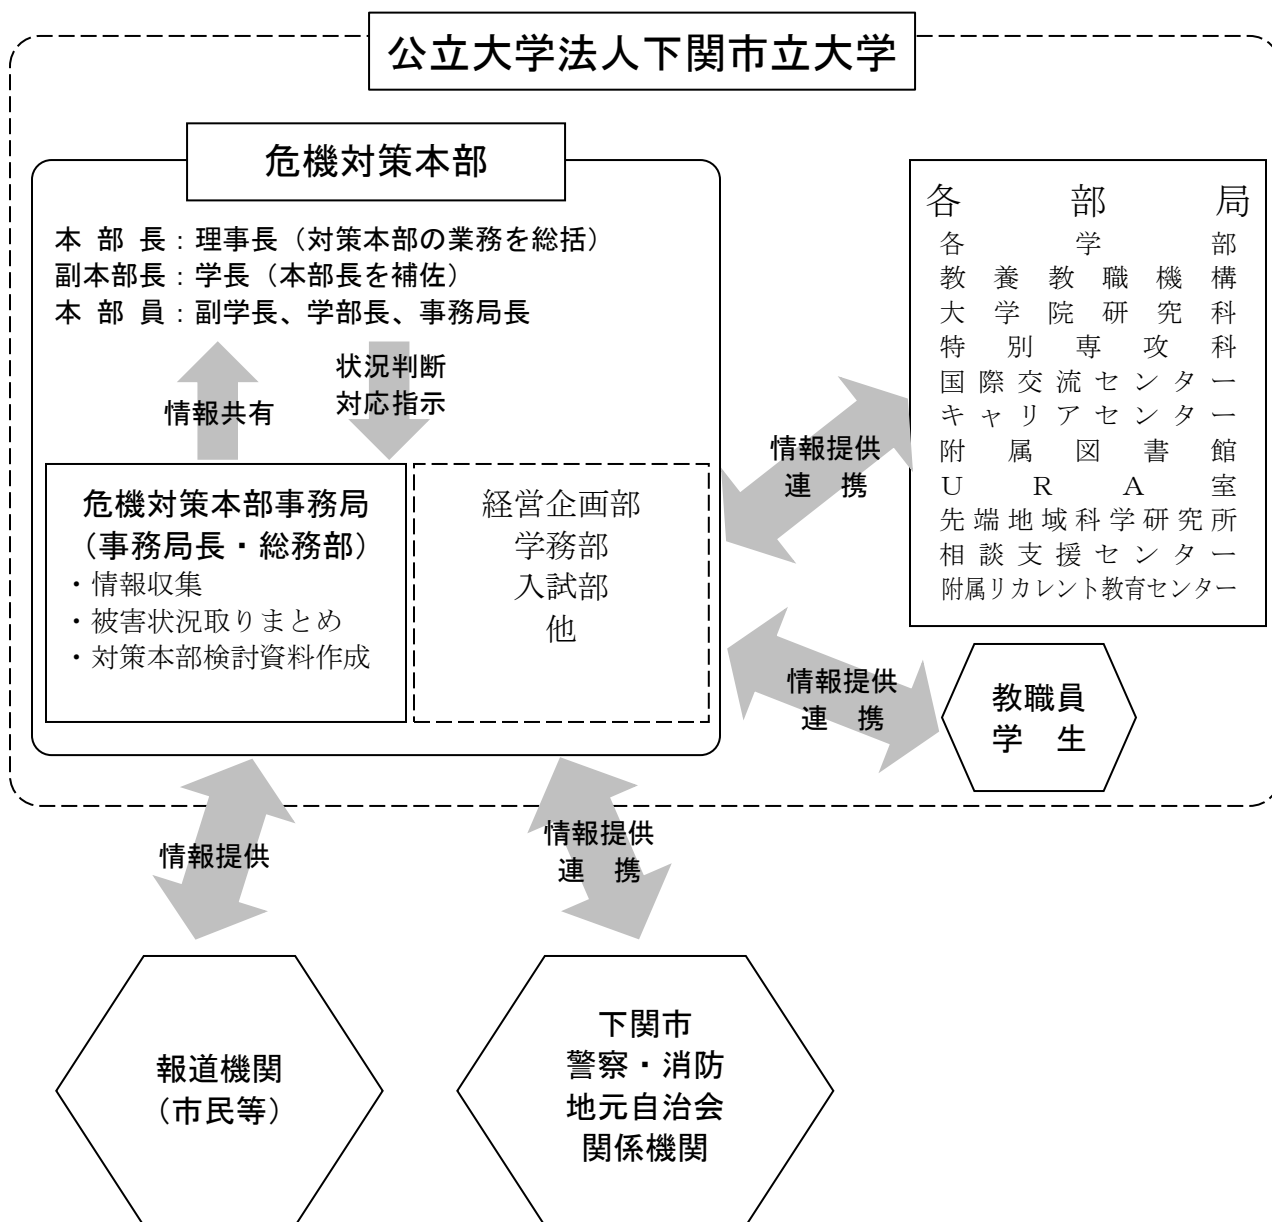 公立大学法人下関市立大学
危機対策本部
本部長：理事長（対策本部の業務を総括）
副本部長：学長（本部長を補佐）
本部員：副学長、学部長、事務局長
情報共有
状況判断
対応指示
危機対策本部事務局
（事務局長・総務部）
・情報収集
・被害状況取りまとめ
・対策本部検討資料作成
経営企画部
学務部
入試部
他
情報提供
連携
各部局
各学部
教養教職機構
大学院研究科
特別専攻科
国際交流センター
キャリアセンター
附属図書館
ＵＲＡ室
先端地域科学研究所
相談支援センター
附属リカレント教育センター
情報提供
連携
教職員
学生
情報提供
情報提供
連携
報道機関
（市民等）
下関市
警察・消防
地元自治会
関係機関